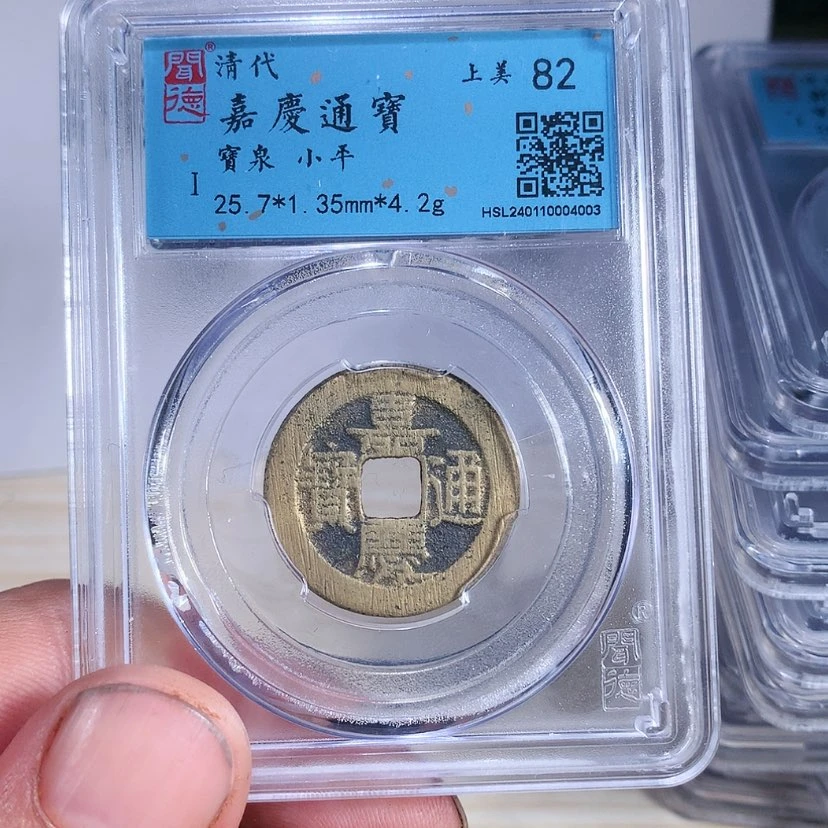 聞德®
清代
上美 82
嘉慶通寶
寶泉 小平
I
25.7*1.35mm*4.2g
HSL240110004003
嘉慶通寶
聞德®